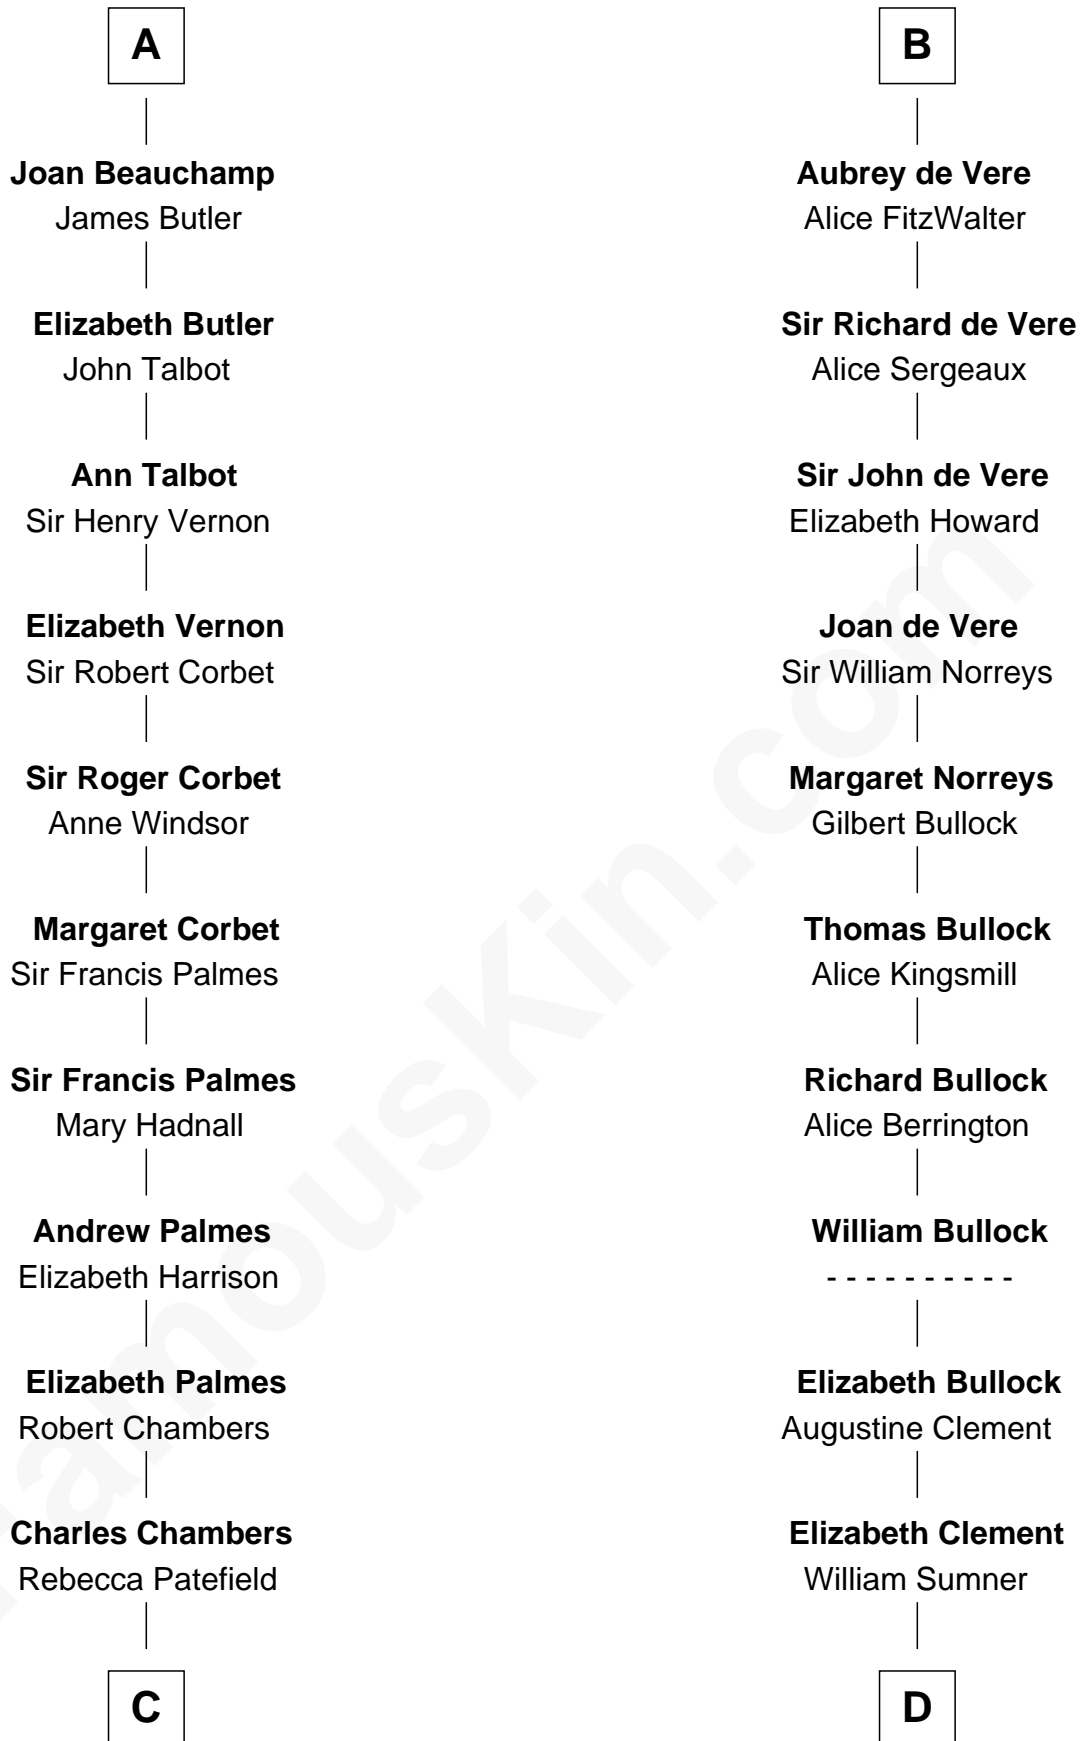 A
Joan Beauchamp
James Butler
Elizabeth Butler
John Talbot
Ann Talbot
Sir Henry Vernon
Elizabeth Vernon
Sir Robert Corbet
Sir Roger Corbet
Anne Windsor
Margaret Corbet
Sir Francis Palmes
Sir Francis Palmes
Mary Hadnall
Andrew Palmes
Elizabeth Harrison
Elizabeth Palmes
Robert Chambers
Charles Chambers
Rebecca Patefield
C
B
Aubrey de Vere
Alice FitzWalter
Sir Richard de Vere
Alice Sergeaux
Sir John de Vere
Elizabeth Howard
Joan de Vere
Sir William Norreys
Margaret Norreys
Gilbert Bullock
Thomas Bullock
Alice Kingsmill
Richard Bullock
Alice Berrington
William Bullock
- - - - - - - - - -
Elizabeth Bullock
Augustine Clement
Elizabeth Clement
William Sumner
D
FamousKin.com